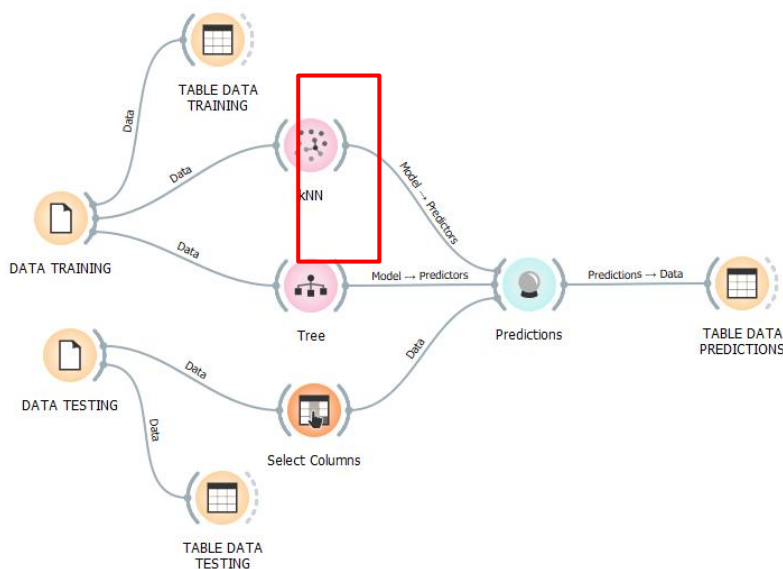 TABLE DATA
TRAINING
Data
Data
kNN
Model → Predictors
DATA TRAINING
Data
Model → Predictors
Tree
Predictions
Predictions → Data
TABLE DATA
PREDICTIONS
DATA TESTING
Data
Data
Select Columns
Data
TABLE DATA
TESTING